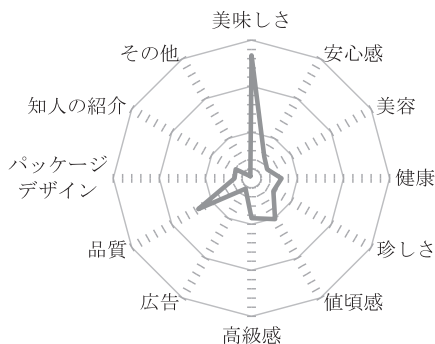 美味しさ
安心感
美容
健康
珍しさ
値頃感
高級感
広告
品質
パッケージ
デザイン
知人の紹介
その他